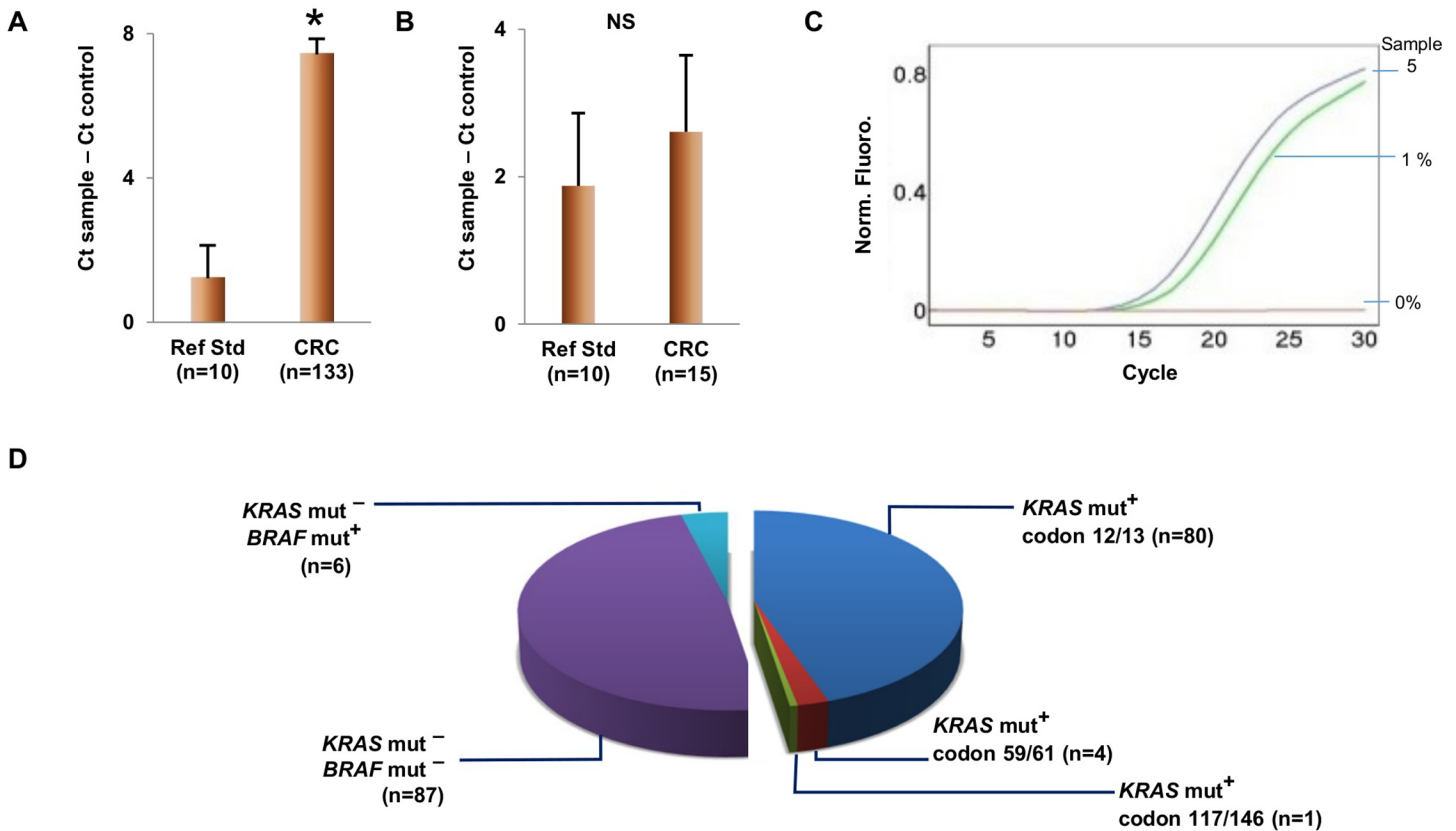 A
Ct sample – Ct control
8
4
0
*
Ref Std
(n=10)
CRC
(n=133)
B
Ct sample – Ct control
4
2
0
NS
Ref Std
(n=10)
CRC
(n=15)
C
Norm. Fluoro.
0.8
0.4
0
5 10 15 20 25 30
Cycle
Sample
5
1 %
0%
D
KRAS mut –
BRAF mut+
(n=6)
KRAS mut+
codon 12/13 (n=80)
KRAS mut –
BRAF mut –
(n=87)
KRAS mut+
codon 59/61 (n=4)
KRAS mut+
codon 117/146 (n=1)